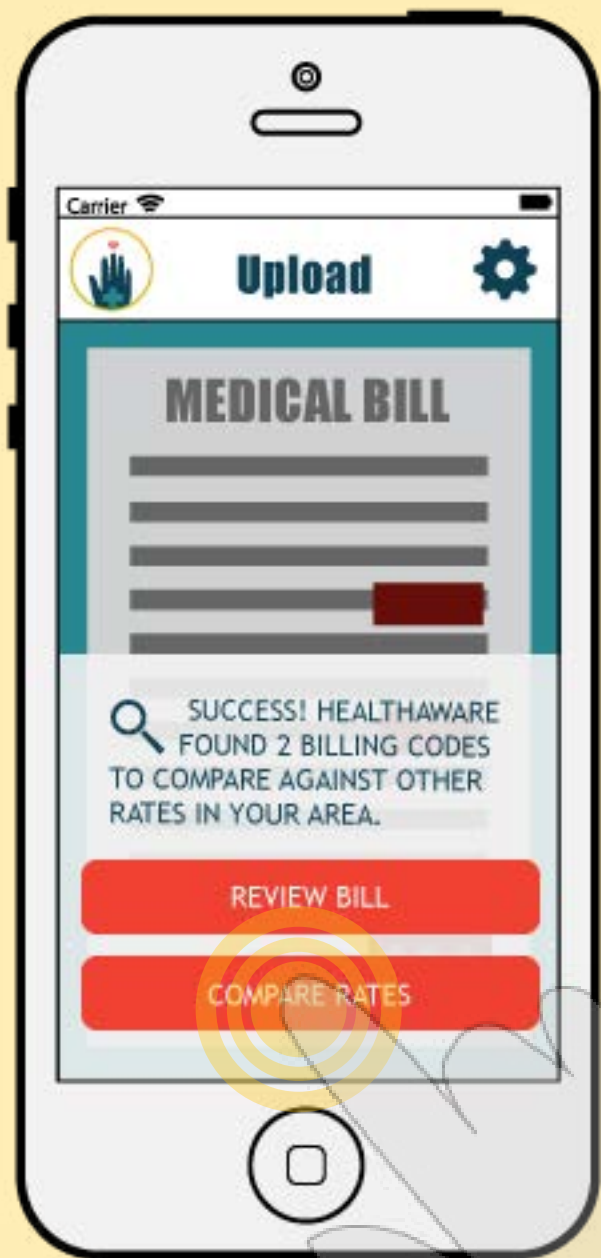 Carrier
Upload
MEDICAL BILL
SUCCESS! HEALTHAWARE
FOUND 2 BILLING CODES
TO COMPARE AGAINST OTHER
RATES IN YOUR AREA.
REVIEW BILL
COMPARE RATES